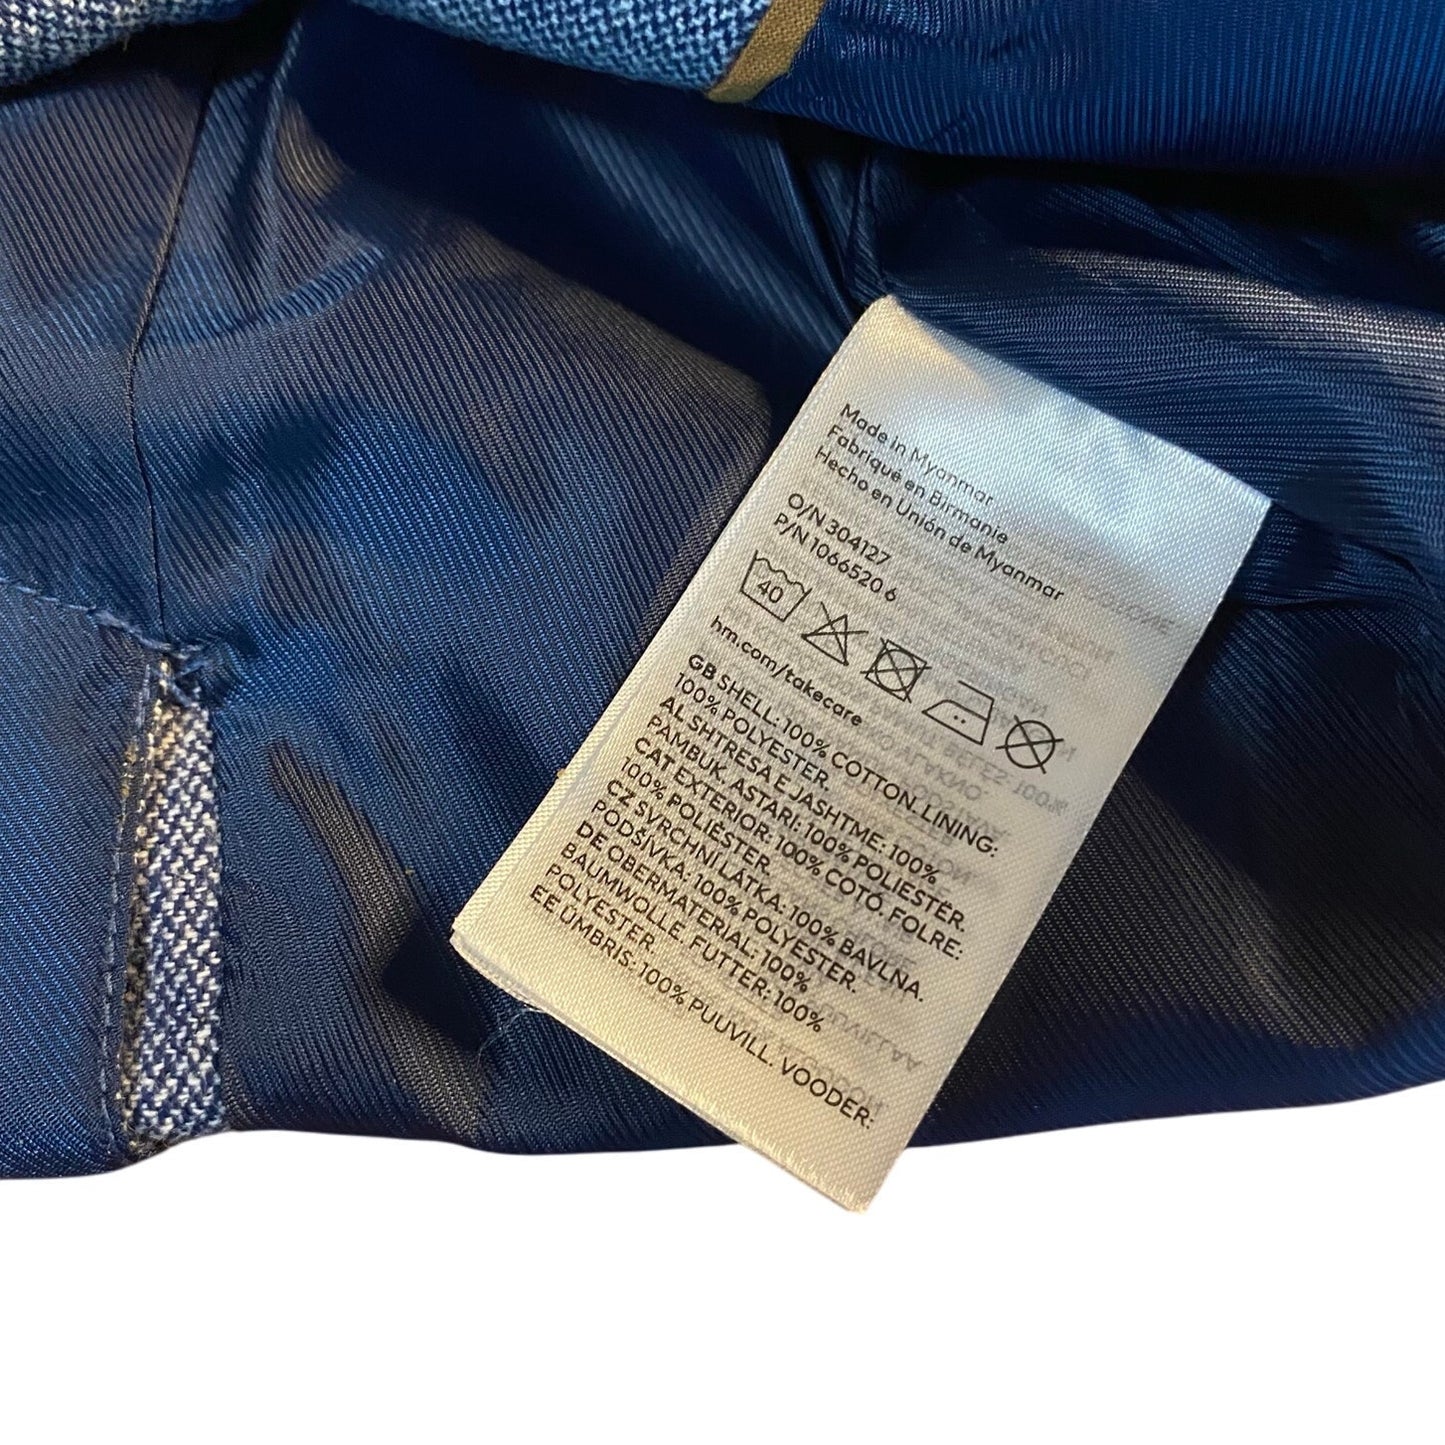 Made in Myanmar
Fabriqué en Birmanie
Hecho en Unión de Myanmar
O/N 304127
P/N 1066520 6
40
hm.com/takecare
GB SHELL: 100% COTTON. LINING:
100% POLYESTER.
AL SHTRESA E JASHTME: 100%
PAMBUK. ASTARI: 100% POLIESTËR.
CAT EXTERIOR: 100% COTÓ. FOLRE:
100% POLIÈSTER.
CZ SVRCHNÍ LÁTKA: 100% BAVLNA.
PODŠÍVKA: 100% POLYESTER.
DE OBERMATERIAL: 100%
BAUMWOLLE. FUTTER: 100%
POLYESTER.
EE ÜMBRIS: 100% PUUVILL. VOODER: